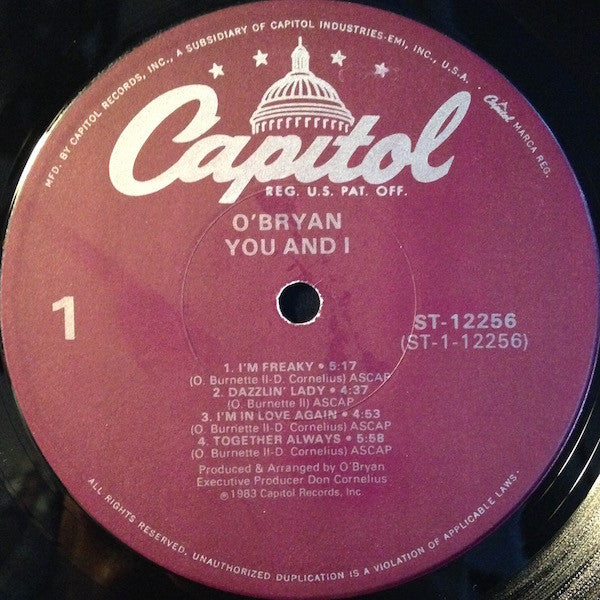 MFD. BY CAPITOL RECORDS, INC., A SUBSIDIARY OF CAPITOL INDUSTRIES-EMI, INC., U.S.A.
Capitol MARCA REG.
Capitol
REG. U.S. PAT. OFF.
O'BRYAN
YOU AND I
1
ST-12256
(ST-1-12256)
1. I'M FREAKY • 5:17
(O. Burnette II-D. Cornelius) ASCAP
2. DAZZLIN' LADY • 4:37
(O. Burnette II) ASCAP
3. I'M IN LOVE AGAIN • 4:53
(O. Burnette II-D. Cornelius) ASCAP
4. TOGETHER ALWAYS • 5:58
(O. Burnette II-D. Cornelius) ASCAP
Produced & Arranged by O'Bryan
Executive Producer Don Cornelius
℗1983 Capitol Records, Inc
ALL RIGHTS RESERVED. UNAUTHORIZED DUPLICATION IS A VIOLATION OF APPLICABLE LAWS.